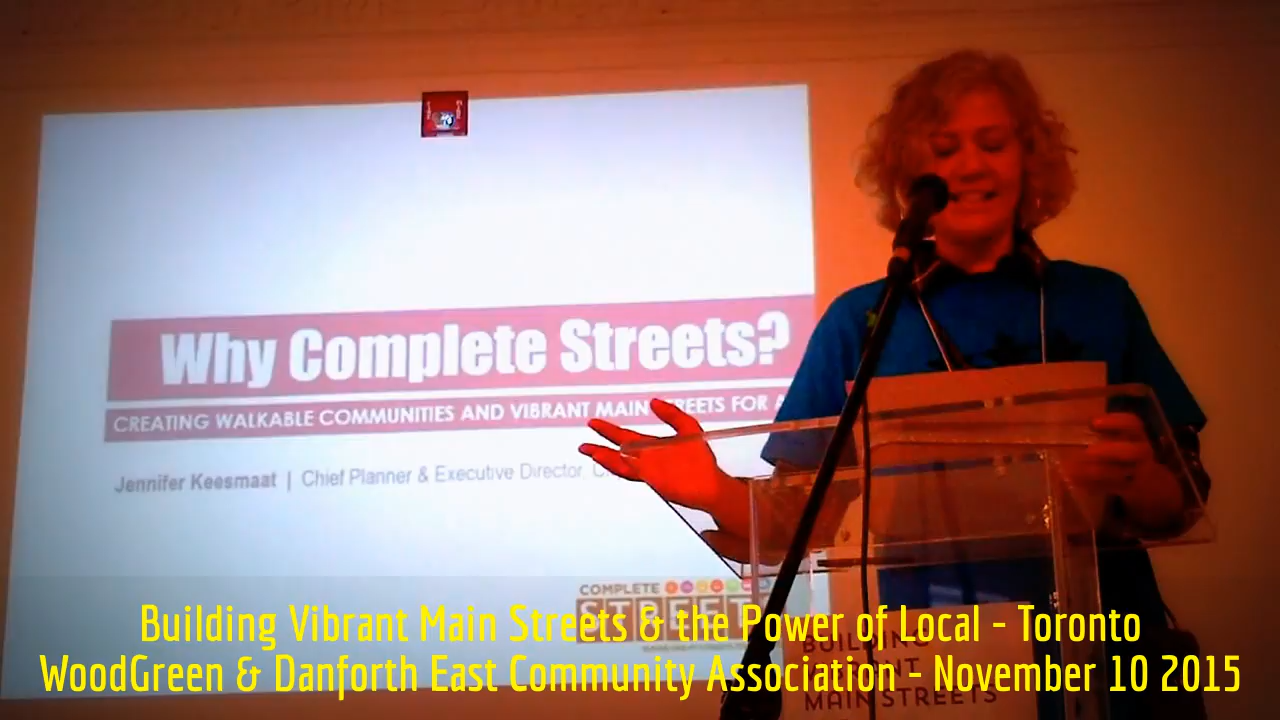 Why Complete Streets?
CREATING WALKABLE COMMUNITIES AND VIBRANT MAIN STREETS FOR
Jennifer Keesmaat | Chief Planner & Executive Director,
COMPLETE
STREETS
Building Vibrant Main Streets & the Power of Local - Toronto
WoodGreen & Danforth East Community Association - November 10 2015
BUILDING
VIBRANT
MAIN STREETS